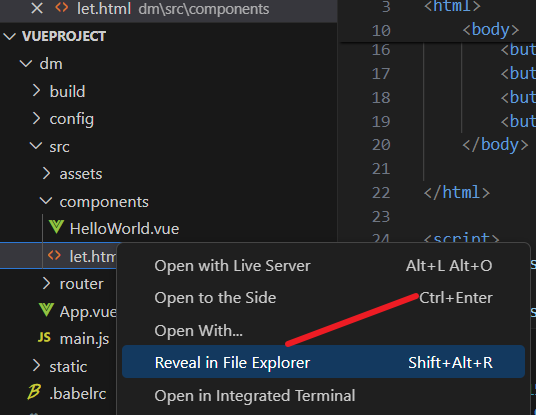 let.html dm\src\components
VUEPROJECT
dm
build
config
src
assets
components
HelloWorld.vue
let.htm
router
App.vue
JS main.js
static
.babelrc
3 <html>
10 <body>
16 <but
17 <but
18 <but
19 <but
20 </body>
21
22 </html>
23
24 <script>
Open with Live Server Alt+L Alt+O
Open to the Side Ctrl+Enter
Open With...
Reveal in File Explorer Shift+Alt+R
Open in Integrated Terminal